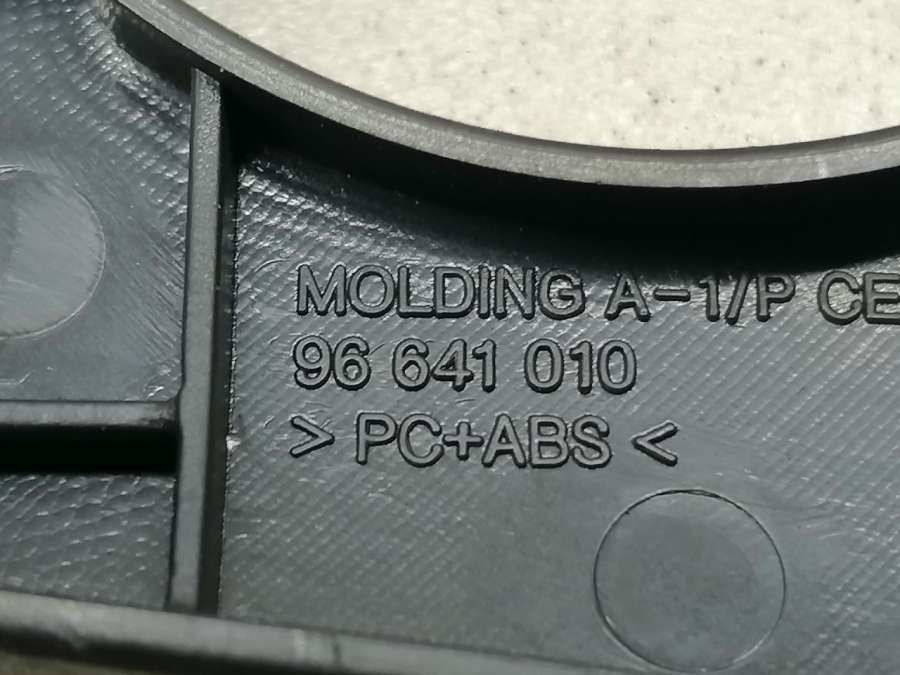 MOLDING A-1/P CE
96 641 010
> PC+ABS <